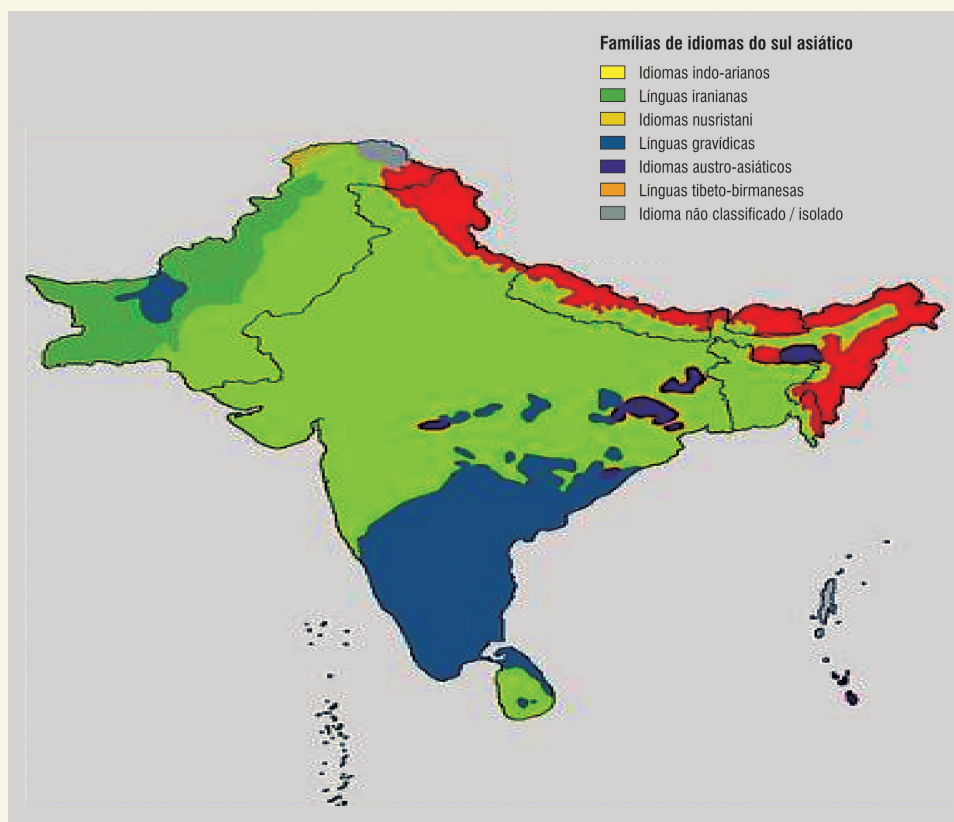 Famílias de idiomas do sul asiático
Idiomas indo-arianos
Línguas iranianas
Idiomas nusristani
Línguas gravídicas
Idiomas austro-asiáticos
Línguas tibeto-birmanesas
Idioma não classificado / isolado